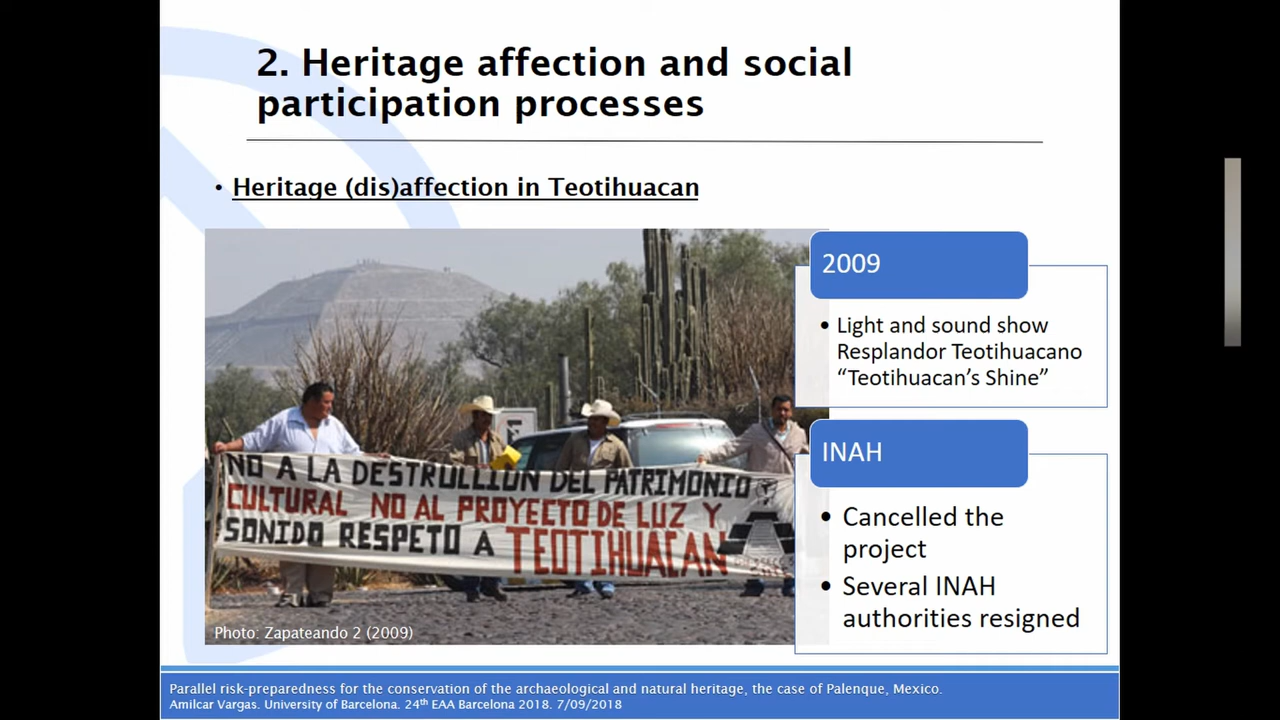 2. Heritage affection and social
participation processes
• Heritage (dis)affection in Teotihuacan
NO A LA DESTRUCCION DEL PATRIMONIO
CULTURAL NO AL PROYECTO DE LUZ Y
SONIDO RESPETO A TEOTIHUACAN
Photo: Zapateando 2 (2009)
2009
• Light and sound show
Resplandor Teotihuacano
“Teotihuacan’s Shine”
INAH
• Cancelled the
project
• Several INAH
authorities resigned
Parallel risk-preparedness for the conservation of the archaeological and natural heritage, the case of Palenque, Mexico.
Amilcar Vargas. University of Barcelona. 24th EAA Barcelona 2018. 7/09/2018